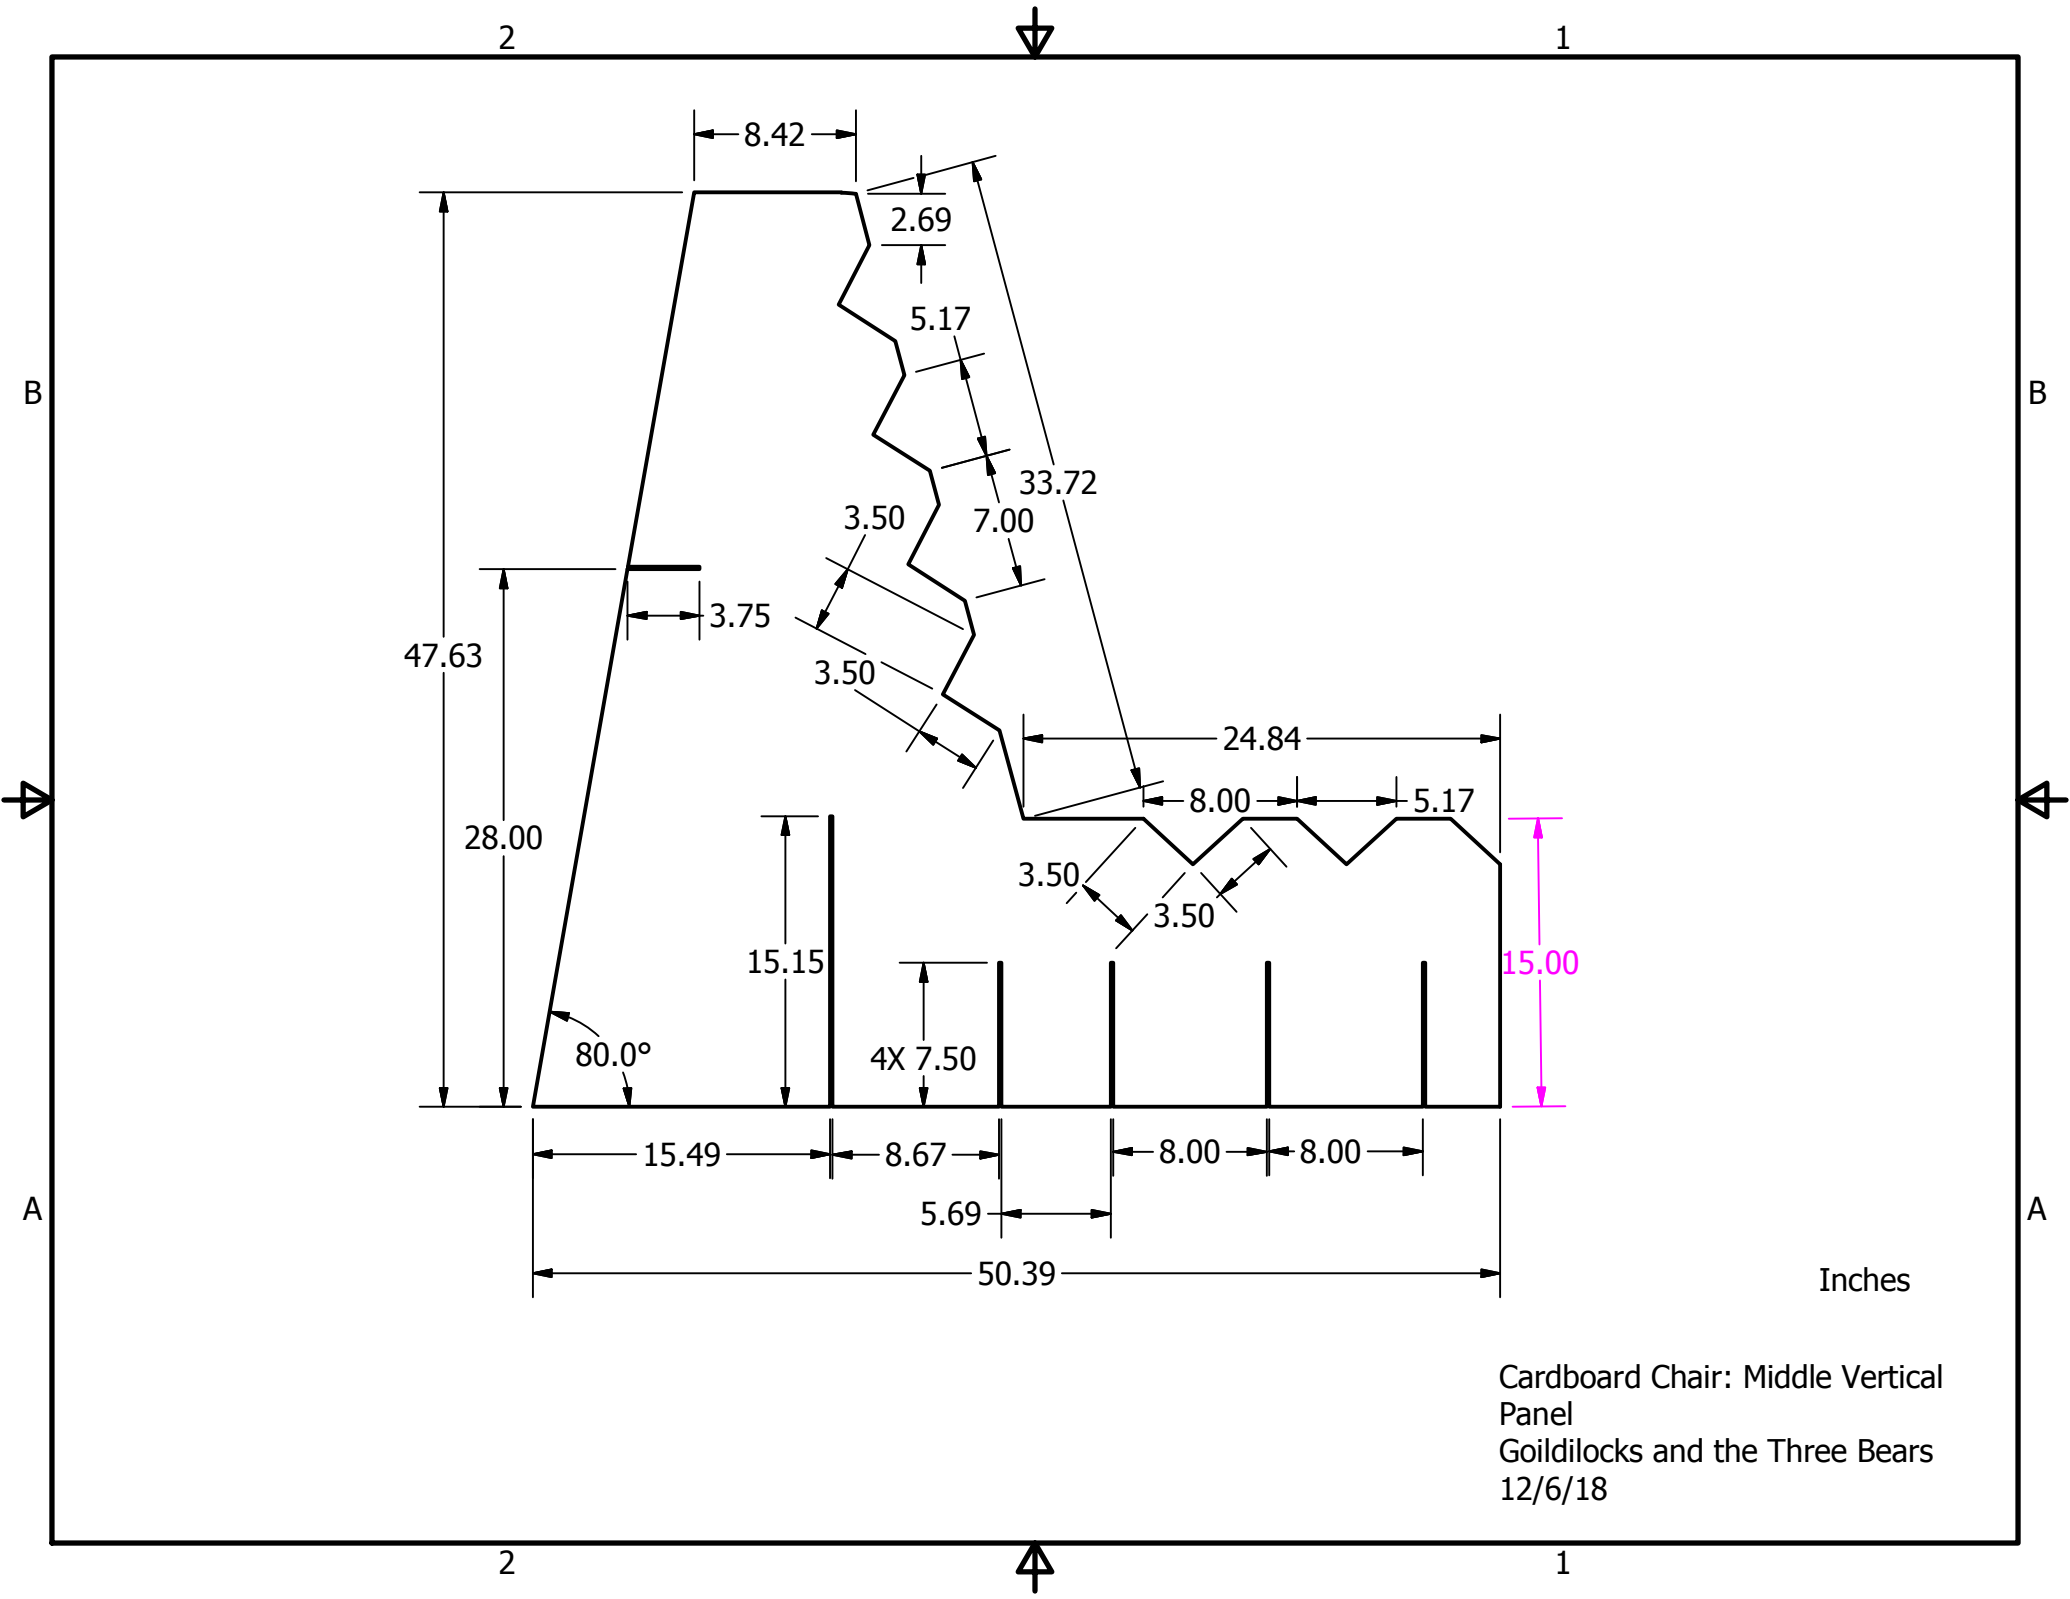 2 1
8.42
2.69
5.17
B B
33.72
3.50 7.00
3.75
47.63
3.50
24.84
8.00 5.17
28.00
3.50
3.50
15.15 15.00
80.0° 4X 7.50
15.49 8.67 8.00 8.00
A A
5.69
50.39
Inches
Cardboard Chair: Middle Vertical
Panel
Goildilocks and the Three Bears
12/6/18
2 1